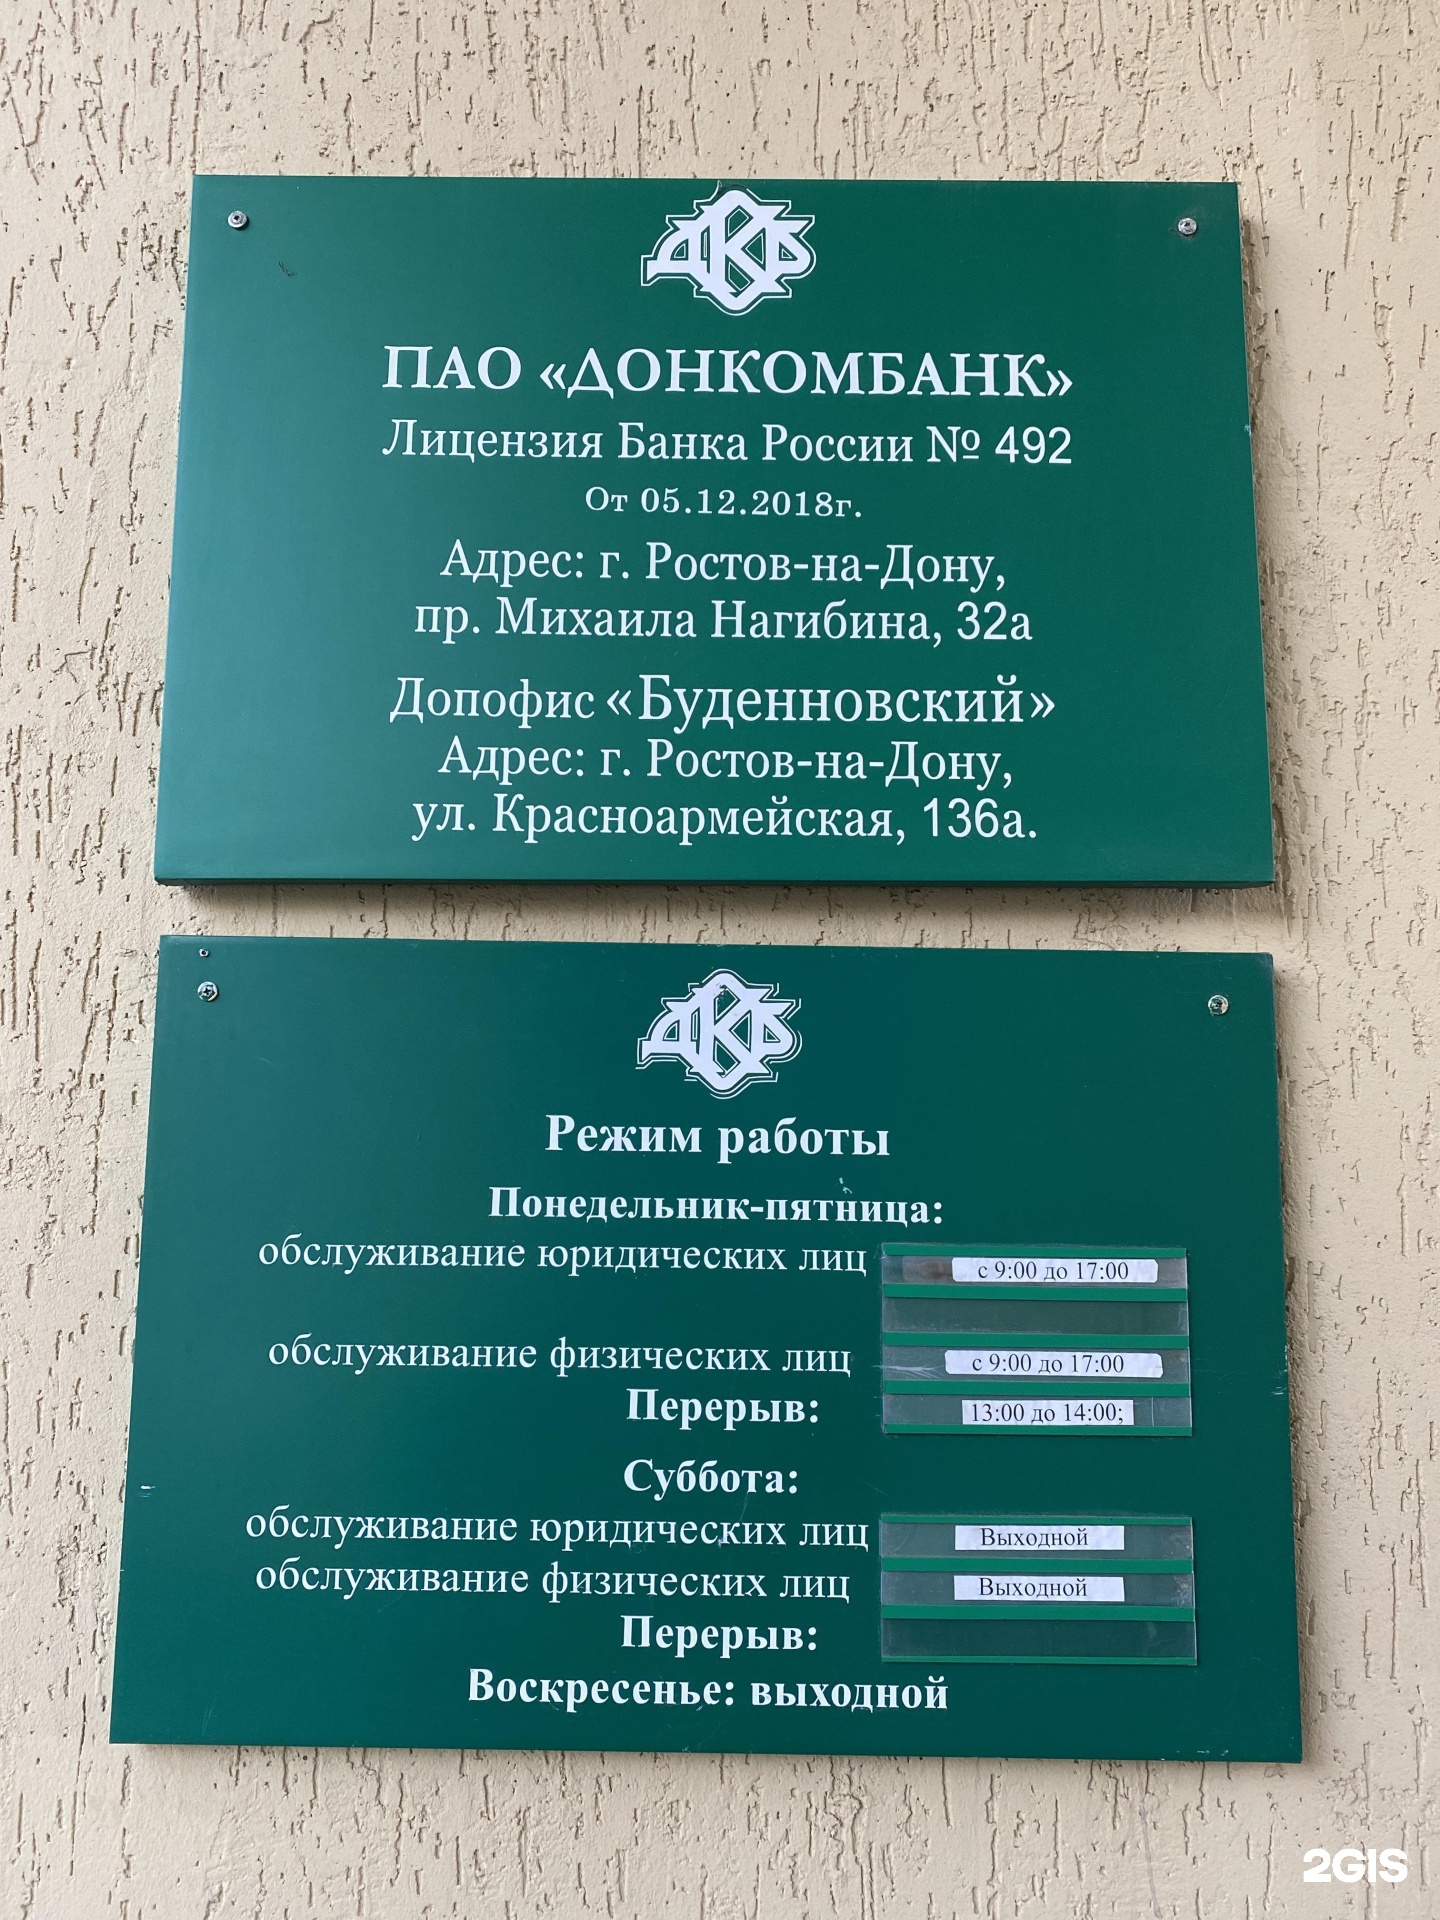 ДКБ
ПАО «ДОНКОМБАНК»
Лицензия Банка России № 492
От 05.12.2018г.
Адрес: г. Ростов-на-Дону,
пр. Михаила Нагибина, 32а
Допофис «Буденновский»
Адрес: г. Ростов-на-Дону,
ул. Красноармейская, 136а.
ДКБ
Режим работы
Понедельник-пятница:
обслуживание юридических лиц с 9:00 до 17:00
обслуживание физических лиц с 9:00 до 17:00
Перерыв: 13:00 до 14:00;
Суббота:
обслуживание юридических лиц Выходной
обслуживание физических лиц Выходной
Перерыв:
Воскресенье: выходной
2GIS